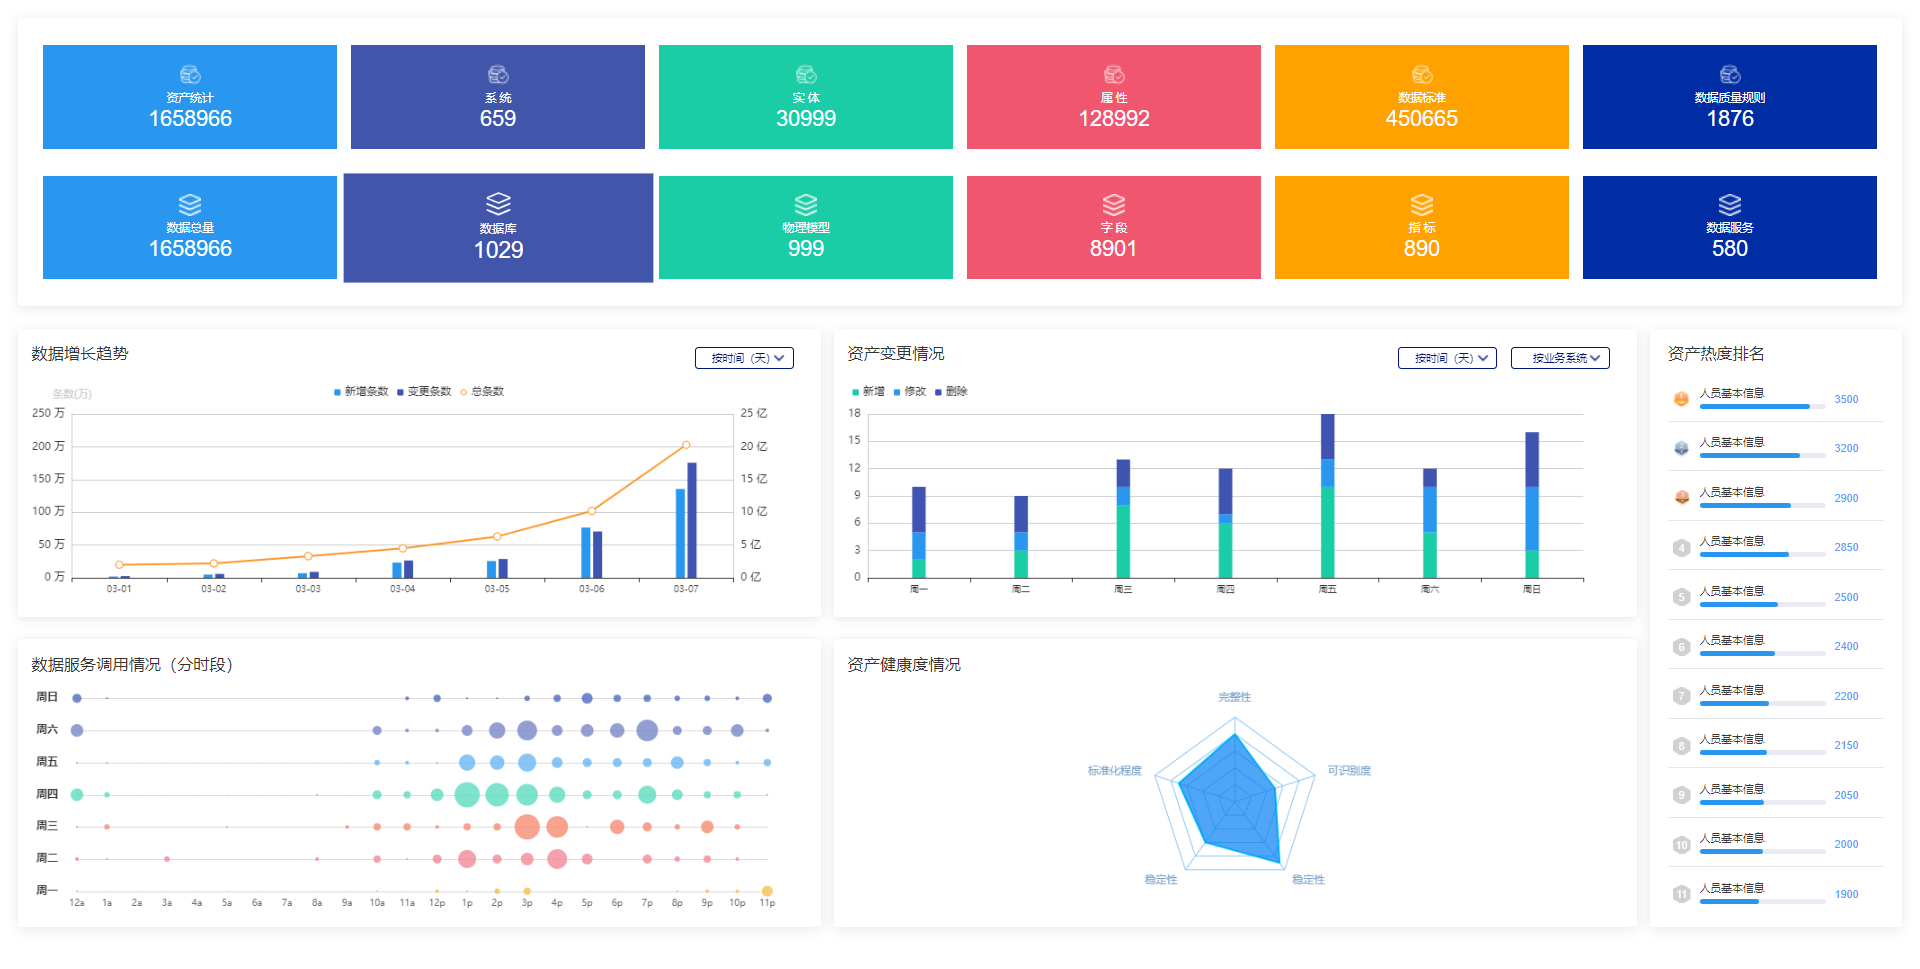 资产统计
1658966
系统
659
实体
30999
属性
128992
数据标准
450665
数据质量规则
1876
数据总量
1658966
数据库
1029
物理模型
999
字段
8901
指标
890
数据服务
580
数据增长趋势
按时间（天）
条数(万)
新增条数 变更条数 总条数
250 万
200 万
150 万
100 万
50 万
0 万
25 亿
20 亿
15 亿
10 亿
5 亿
0 亿
03-01 03-02 03-03 03-04 03-05 03-06 03-07
资产变更情况
按时间（天）
按业务系统
新增 修改 删除
18
15
12
9
6
3
0
周一 周二 周三 周四 周五 周六 周日
资产热度排名
人员基本信息 3500
人员基本信息 3200
人员基本信息 2900
4 人员基本信息 2850
5 人员基本信息 2500
6 人员基本信息 2400
7 人员基本信息 2200
8 人员基本信息 2150
9 人员基本信息 2050
10 人员基本信息 2000
11 人员基本信息 1900
数据服务调用情况（分时段）
周日
周六
周五
周四
周三
周二
周一
12a 1a 2a 3a 4a 5a 6a 7a 8a 9a 10a 11a 12p 1p 2p 3p 4p 5p 6p 7p 8p 9p 10p 11p
资产健康度情况
完整性
标准化程度
可识别度
稳定性
稳定性